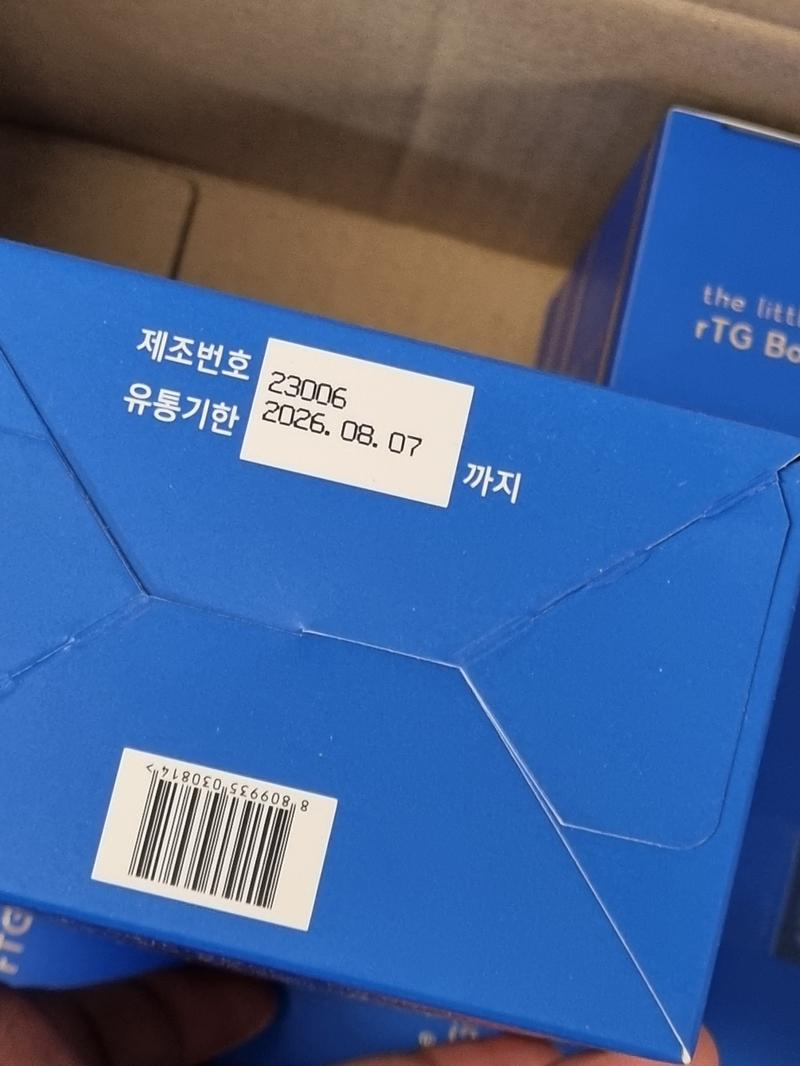 제조번호 23006
유통기한 2026. 08. 07 까지
the littl
rTG Bo
8 809935 030814 >
rTG